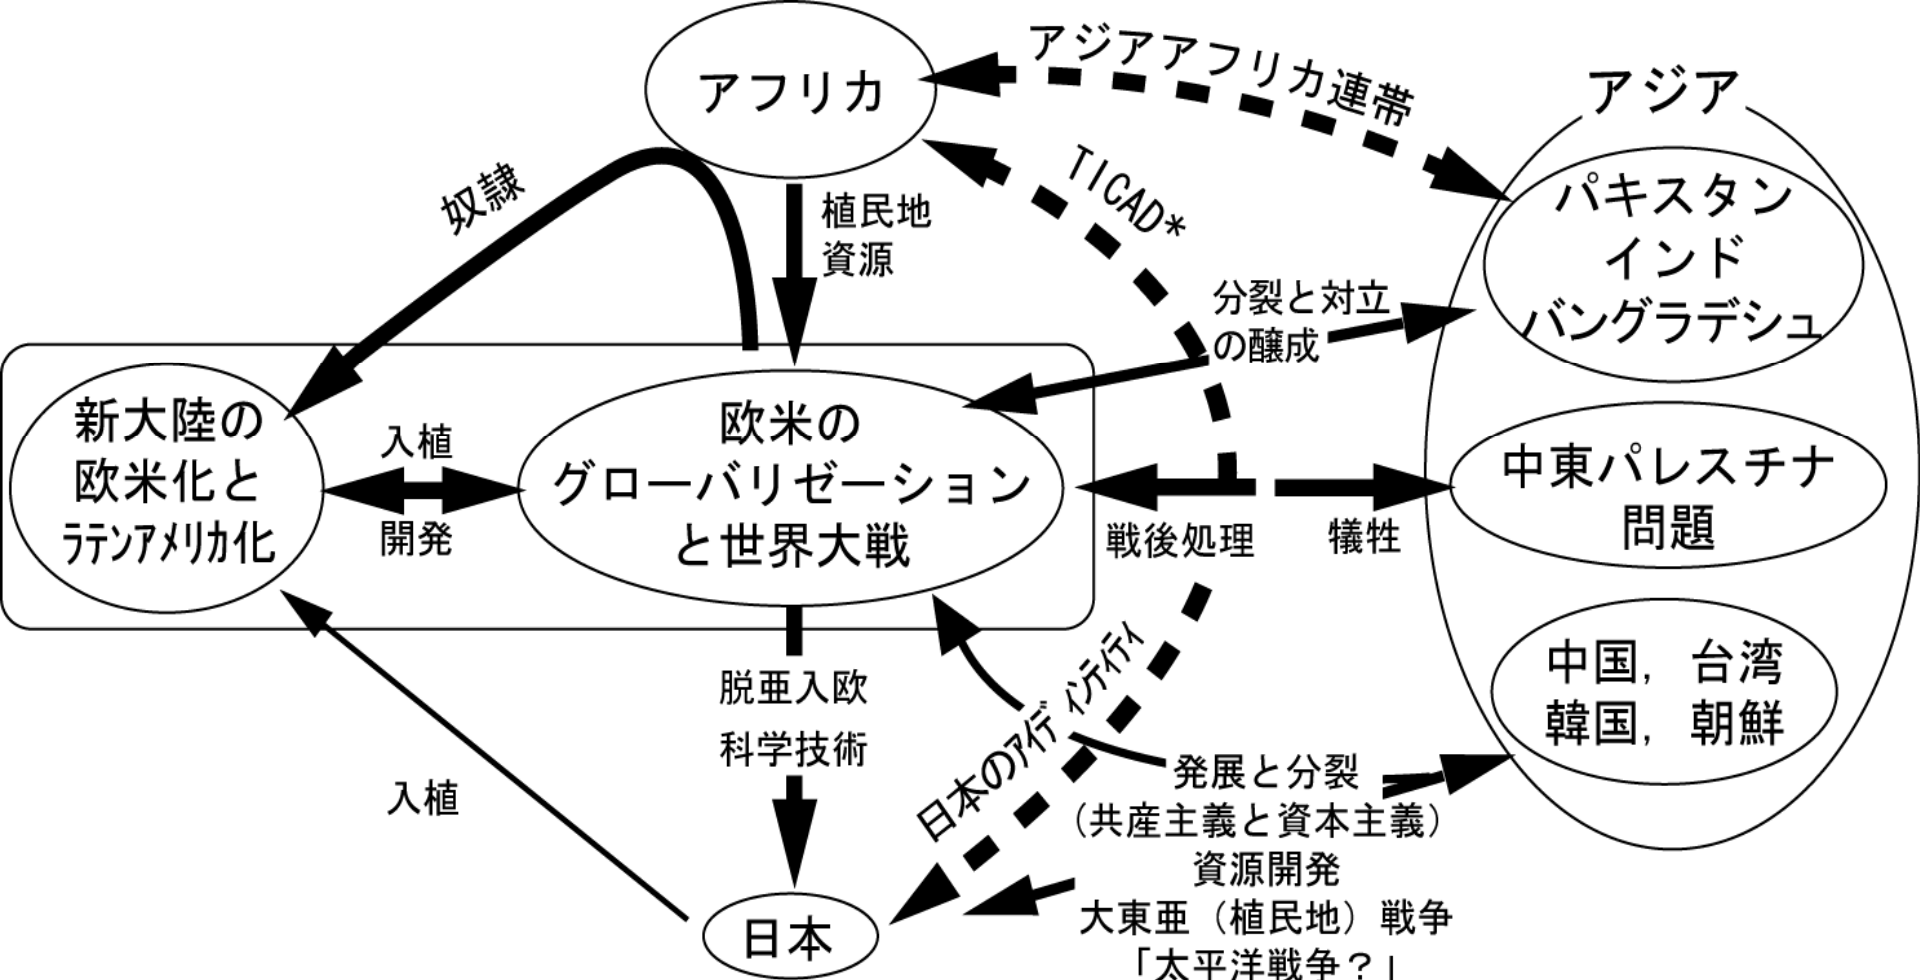 アフリカ
アジアアフリカ連帯
アジア
奴隷
植民地
資源
TICAD*
パキスタン
インド
バングラデシュ
分裂と対立
の醸成
新大陸の
欧米化と
ﾗﾃﾝｱﾒﾘｶ化
入植
開発
欧米の
グローバリゼーション
と世界大戦
戦後処理
犠牲
中東パレスチナ
問題
中国，台湾
韓国，朝鮮
脱亜入欧
科学技術
日本のｱｲﾃﾞｨﾝﾃｨﾃｨ
入植
発展と分裂
（共産主義と資本主義）
資源開発
大東亜（植民地）戦争
「太平洋戦争？」
日本